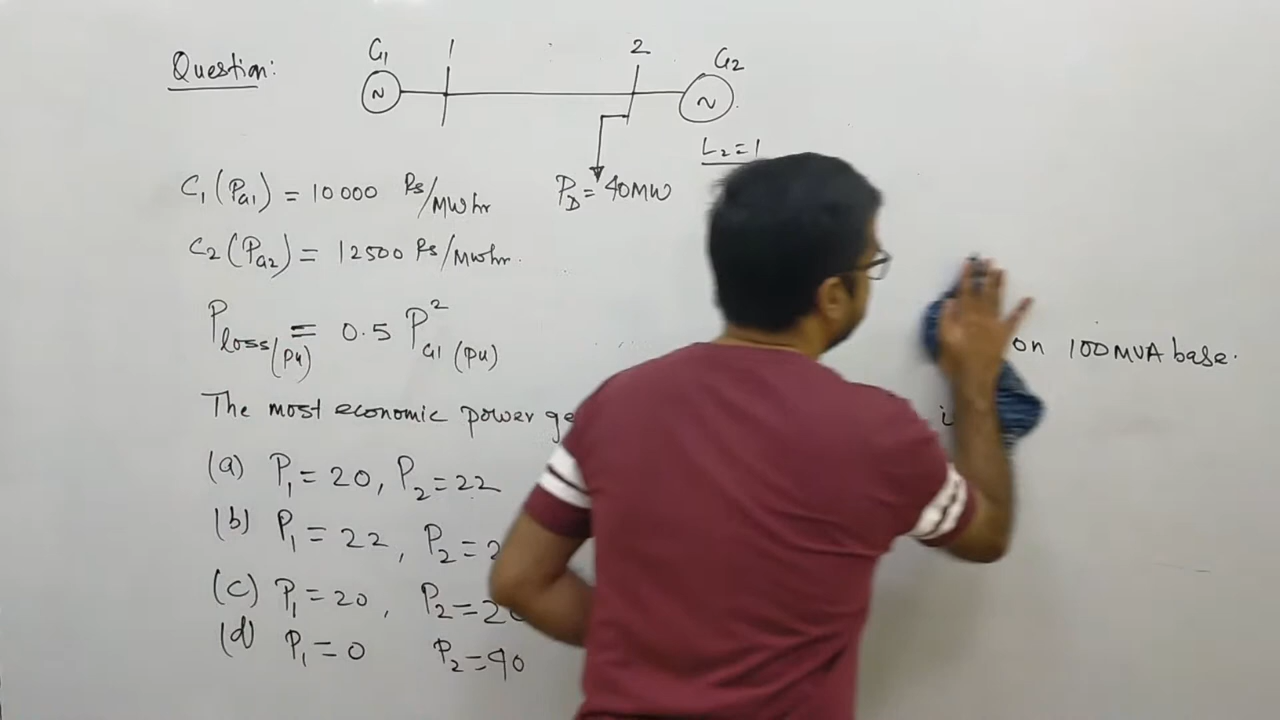 Question:
G1 1 2 G2
L2=1
C1(PG1) = 10000 Rs/MWhr
PD = 40MW
C2(PG2) = 12500 Rs/MWhr.
Ploss(pu) = 0.5 P²G1(pu)
on 100MVA base.
The most economic power
(a) P1=20, P2=22
(b) P1=22, P2=
(c) P1=20, P2=
(d) P1=0 P2=40